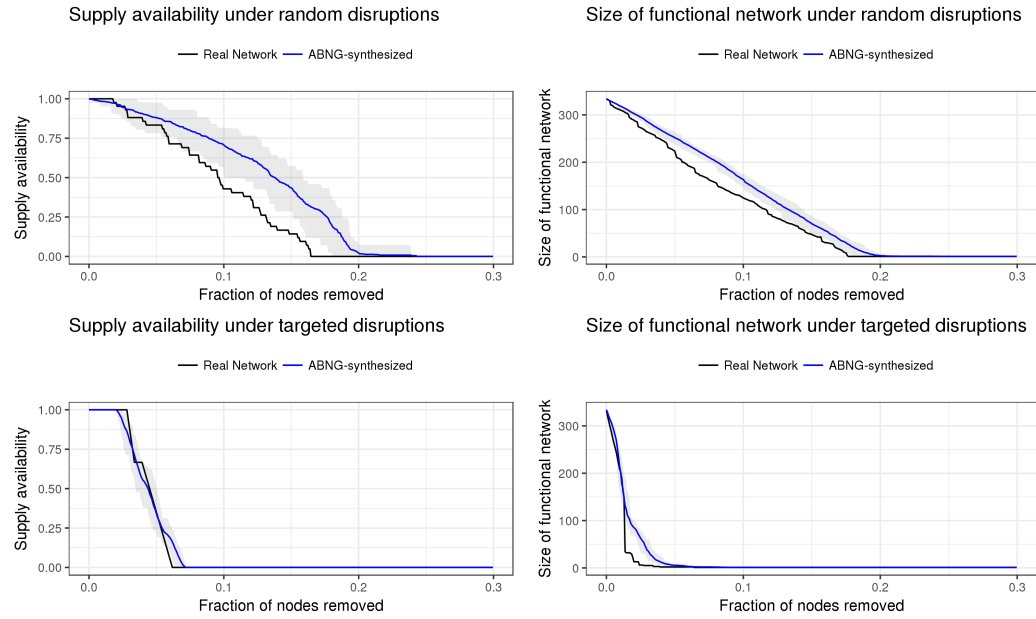 Supply availability under random disruptions
Real Network ABNG-synthesized
1.00
0.75
0.50
0.25
0.00
Supply availability
0.0 0.1 0.2 0.3
Fraction of nodes removed
Size of functional network under random disruptions
Real Network ABNG-synthesized
300
200
100
0
Size of functional network
0.0 0.1 0.2 0.3
Fraction of nodes removed
Supply availability under targeted disruptions
Real Network ABNG-synthesized
1.00
0.75
0.50
0.25
0.00
Supply availability
0.0 0.1 0.2 0.3
Fraction of nodes removed
Size of functional network under targeted disruptions
Real Network ABNG-synthesized
300
200
100
0
Size of functional network
0.0 0.1 0.2 0.3
Fraction of nodes removed